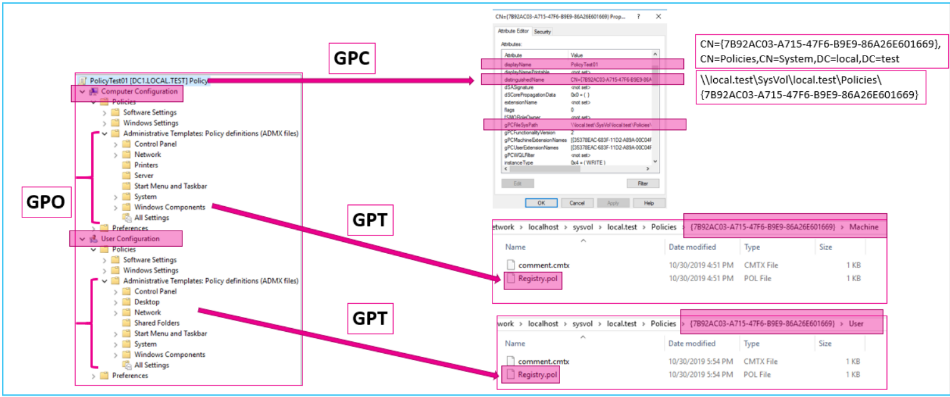 GPO
PolicyTest01 [DC1.LOCAL.TEST] Policy
Computer Configuration
Policies
Software Settings
Windows Settings
Administrative Templates: Policy definitions (ADMX files)
Control Panel
Network
Printers
Server
Start Menu and Taskbar
System
Windows Components
All Settings
Preferences
User Configuration
Policies
Software Settings
Windows Settings
Administrative Templates: Policy definitions (ADMX files)
Control Panel
Desktop
Network
Shared Folders
Start Menu and Taskbar
System
Windows Components
All Settings
Preferences
GPC
GPT
GPT
CN={7B92AC03-A715-47F6-B9E9-86A26E601669} Prop... ? ×
Attribute Editor Security
Attributes:
Attribute Value
displayName PolicyTest01
displayNamePrintable <not set>
distinguishedName CN={7B92AC03-A715-47F6-B9E9-86A
dSASignature <not set>
dSCorePropagationData 0x0 = ( )
extensionName <not set>
flags 0
fSMORoleOwner <not set>
gPCFileSysPath \\local.test\SysVol\local.test\Policies\
gPCFunctionalityVersion 2
gPCMachineExtensionNames [{35378EAC-683F-11D2-A89A-00C04F
gPCUserExtensionNames [{35378EAC-683F-11D2-A89A-00C04F
gPCWQLFilter <not set>
instanceType 0x4 = ( WRITE )
Edit Filter
OK Cancel Apply Help
CN={7B92AC03-A715-47F6-B9E9-86A26E601669},
CN=Policies,CN=System,DC=local,DC=test
\\local.test\SysVol\local.test\Policies\
{7B92AC03-A715-47F6-B9E9-86A26E601669}
etwork > localhost > sysvol > local.test > Policies > {7B92AC03-A715-47F6-B9E9-86A26E601669} > Machine
Name Date modified Type Size
comment.cmtx 10/30/2019 4:51 PM CMTX File 1 KB
Registry.pol 10/30/2019 4:51 PM POL File 1 KB
work > localhost > sysvol > local.test > Policies > {7B92AC03-A715-47F6-B9E9-86A26E601669} > User
Name Date modified Type Size
comment.cmtx 10/30/2019 5:54 PM CMTX File 1 KB
Registry.pol 10/30/2019 5:54 PM POL File 1 KB